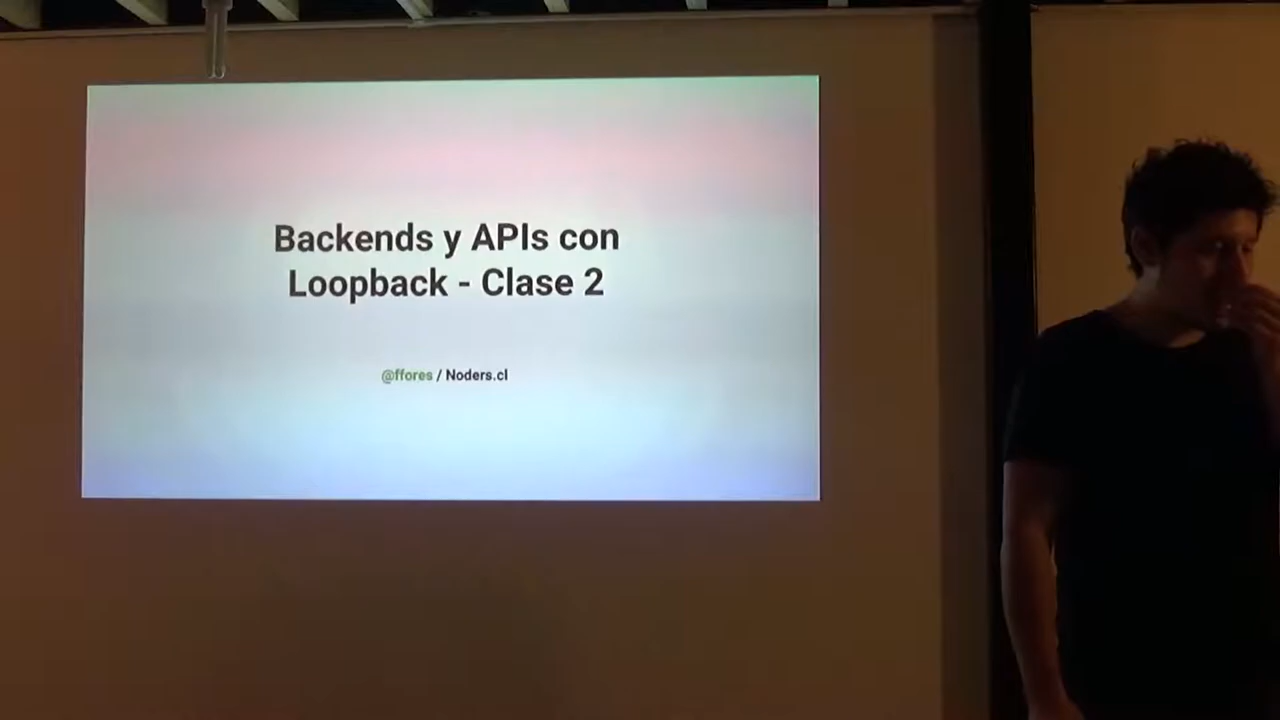 Backends y APIs con
Loopback - Clase 2
@ffores / Noders.cl